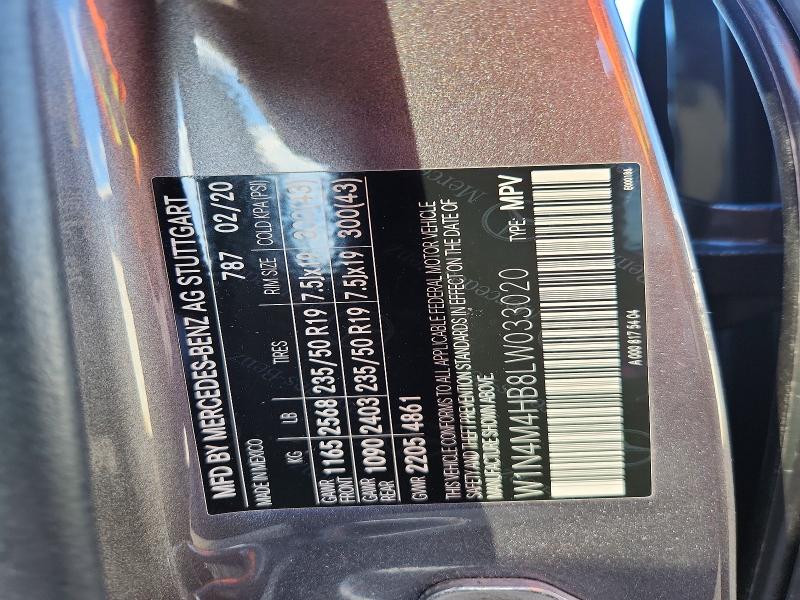 MFD BY MERCEDES-BENZ AG STUTTGART
MADE IN MEXICO 787 02/20
KG LB TIRES RIM SIZE COLD KPA (PSI)
GAWR FRONT 1165 2568 235/50 R19 7.5Jx19 300(43)
GAWR REAR 1090 2403 235/50 R19 7.5Jx19 300(43)
GVWR 2205/4861
THIS VEHICLE CONFORMS TO ALL APPLICABLE FEDERAL MOTOR VEHICLE
SAFETY AND THEFT PREVENTION STANDARDS IN EFFECT ON THE DATE OF
MANUFACTURE SHOWN ABOVE.
W1N4M4HB8LW033020 TYPE: MPV
A 000 817 54 04